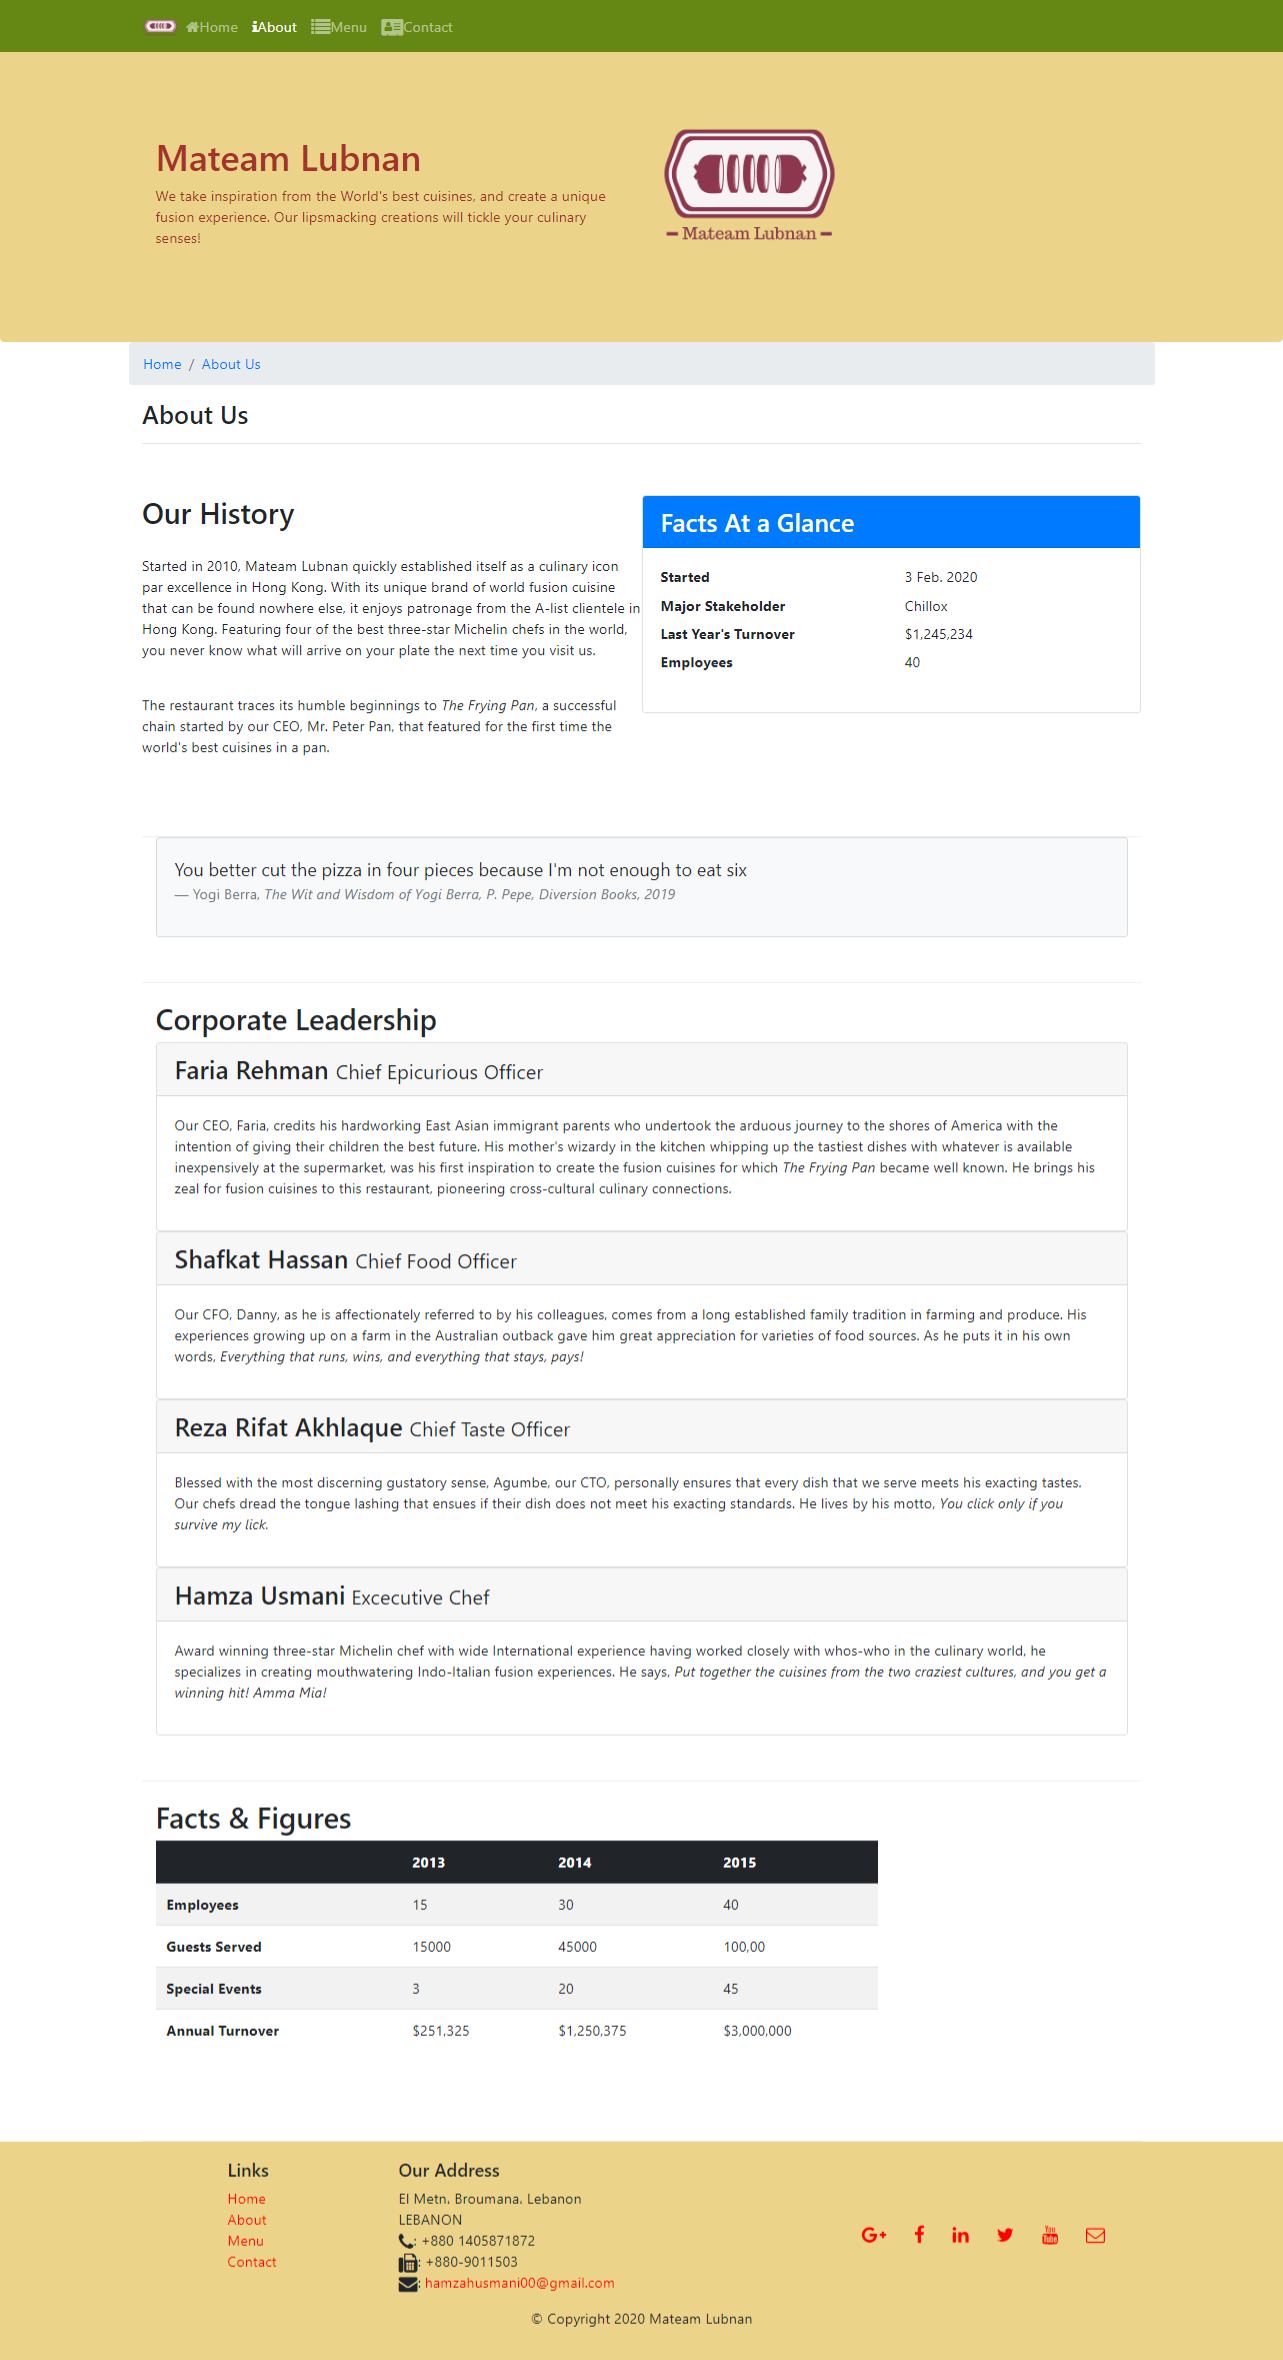 Home About Menu Contact
Mateam Lubnan
We take inspiration from the World's best cuisines, and create a unique
fusion experience. Our lipsmacking creations will tickle your culinary
senses!
Mateam Lubnan
Home / About Us
About Us
Our History
Started in 2010, Mateam Lubnan quickly established itself as a culinary icon
par excellence in Hong Kong. With its unique brand of world fusion cuisine
that can be found nowhere else, it enjoys patronage from the A-list clientele in
Hong Kong. Featuring four of the best three-star Michelin chefs in the world,
you never know what will arrive on your plate the next time you visit us.
The restaurant traces its humble beginnings to The Frying Pan, a successful
chain started by our CEO, Mr. Peter Pan, that featured for the first time the
world's best cuisines in a pan.
Facts At a Glance
Started 3 Feb. 2020
Major Stakeholder Chillox
Last Year's Turnover $1,245,234
Employees 40
You better cut the pizza in four pieces because I'm not enough to eat six
— Yogi Berra, The Wit and Wisdom of Yogi Berra, P. Pepe, Diversion Books, 2019
Corporate Leadership
Faria Rehman Chief Epicurious Officer
Our CEO, Faria, credits his hardworking East Asian immigrant parents who undertook the arduous journey to the shores of America with the
intention of giving their children the best future. His mother's wizardy in the kitchen whipping up the tastiest dishes with whatever is available
inexpensively at the supermarket, was his first inspiration to create the fusion cuisines for which The Frying Pan became well known. He brings his
zeal for fusion cuisines to this restaurant, pioneering cross-cultural culinary connections.
Shafkat Hassan Chief Food Officer
Our CFO, Danny, as he is affectionately referred to by his colleagues, comes from a long established family tradition in farming and produce. His
experiences growing up on a farm in the Australian outback gave him great appreciation for varieties of food sources. As he puts it in his own
words, Everything that runs, wins, and everything that stays, pays!
Reza Rifat Akhlaque Chief Taste Officer
Blessed with the most discerning gustatory sense, Agumbe, our CTO, personally ensures that every dish that we serve meets his exacting tastes.
Our chefs dread the tongue lashing that ensues if their dish does not meet his exacting standards. He lives by his motto, You click only if you
survive my lick.
Hamza Usmani Excecutive Chef
Award winning three-star Michelin chef with wide International experience having worked closely with whos-who in the culinary world, he
specializes in creating mouthwatering Indo-Italian fusion experiences. He says, Put together the cuisines from the two craziest cultures, and you get a
winning hit! Amma Mia!
Facts & Figures
2013 2014 2015
Employees 15 30 40
Guests Served 15000 45000 100,00
Special Events 3 20 45
Annual Turnover $251,325 $1,250,375 $3,000,000
Links
Home
About
Menu
Contact
Our Address
El Metn. Broumana. Lebanon
LEBANON
: +880 1405871872
: +880-9011503
: hamzahusmani00@gmail.com
© Copyright 2020 Mateam Lubnan